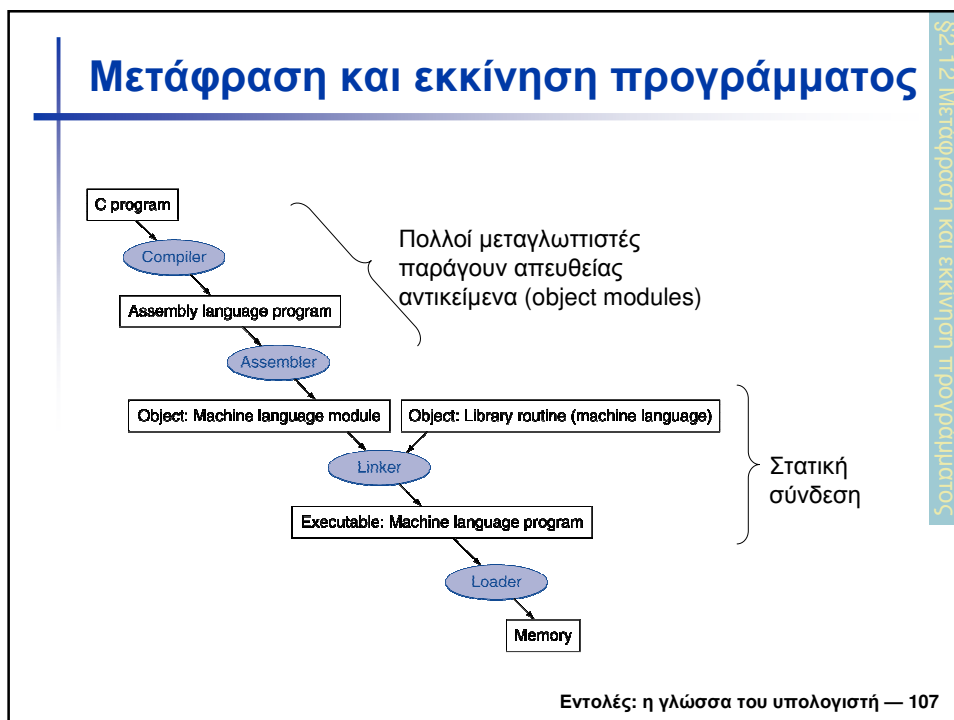 Μετάφραση και εκκίνηση προγράμματος
§2.12 Μετάφραση και εκκίνηση προγράμματος
C program
Compiler
Πολλοί μεταγλωττιστές
παράγουν απευθείας
αντικείμενα (object modules)
Assembly language program
Assembler
Object: Machine language module
Object: Library routine (machine language)
Linker
Στατική
σύνδεση
Executable: Machine language program
Loader
Memory
Εντολές: η γλώσσα του υπολογιστή — 107